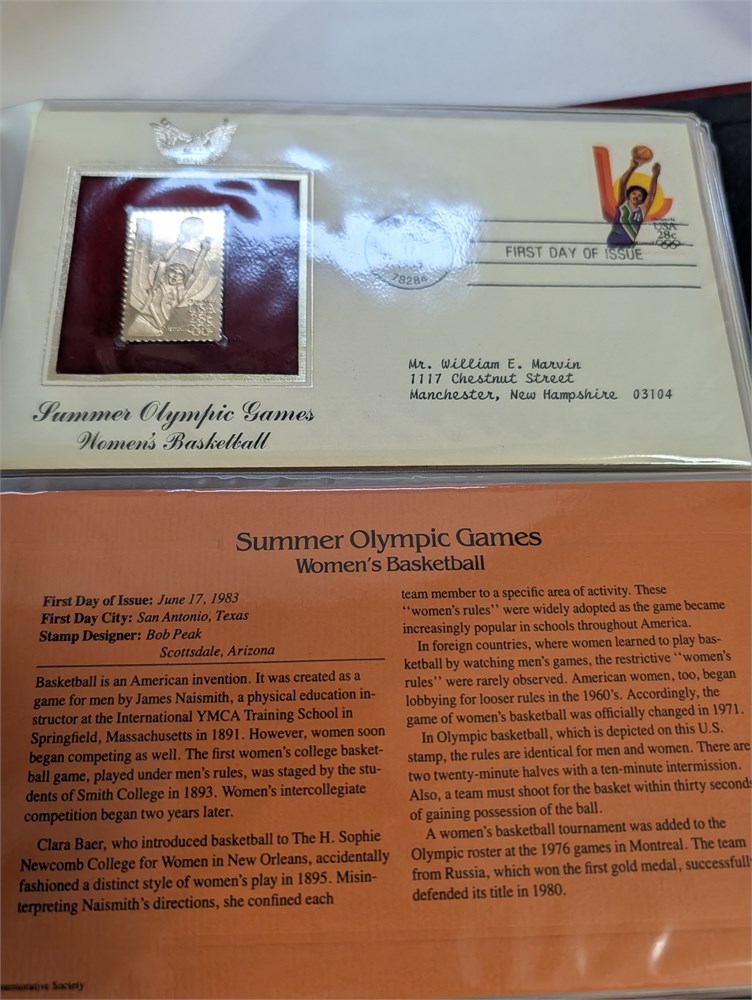 USA
28c
FIRST DAY OF ISSUE
78284
Mr. William E. Marvin
1117 Chestnut Street
Manchester, New Hampshire 03104
Summer Olympic Games
Women's Basketball
Summer Olympic Games
Women's Basketball
First Day of Issue: June 17, 1983
First Day City: San Antonio, Texas
Stamp Designer: Bob Peak
Scottsdale, Arizona
Basketball is an American invention. It was created as a
game for men by James Naismith, a physical education in-
structor at the International YMCA Training School in
Springfield, Massachusetts in 1891. However, women soon
began competing as well. The first women's college basket-
ball game, played under men's rules, was staged by the stu-
dents of Smith College in 1893. Women's intercollegiate
competition began two years later.
Clara Baer, who introduced basketball to The H. Sophie
Newcomb College for Women in New Orleans, accidentally
fashioned a distinct style of women's play in 1895. Misin-
terpreting Naismith's directions, she confined each
team member to a specific area of activity. These
"women's rules" were widely adopted as the game became
increasingly popular in schools throughout America.
In foreign countries, where women learned to play bas-
ketball by watching men's games, the restrictive "women's
rules" were rarely observed. American women, too, began
lobbying for looser rules in the 1960's. Accordingly, the
game of women's basketball was officially changed in 1971.
In Olympic basketball, which is depicted on this U.S.
stamp, the rules are identical for men and women. There are
two twenty-minute halves with a ten-minute intermission.
Also, a team must shoot for the basket within thirty seconds
of gaining possession of the ball.
A women's basketball tournament was added to the
Olympic roster at the 1976 games in Montreal. The team
from Russia, which won the first gold medal, successfull
defended its title in 1980.
memorative Society